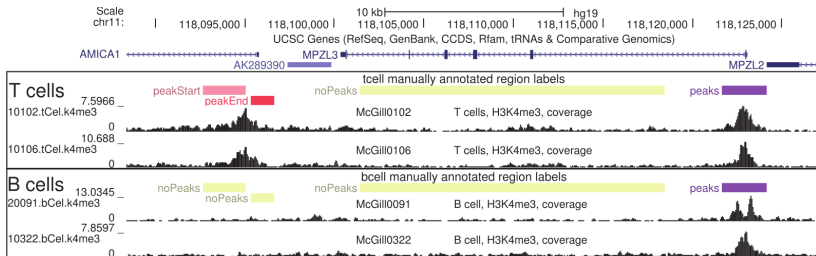 Scale 10 kb hg19
chr11: 118,095,000 118,100,000 118,105,000 118,110,000 118,115,000 118,120,000 118,125,000
UCSC Genes (RefSeq, GenBank, CCDS, Rfam, tRNAs & Comparative Genomics)
AMICA1 MPZL3
AK289390 MPZL2
T cells tcell manually annotated region labels
peakStart noPeaks peaks
peakEnd
7.5966
10102.tCel.k4me3 McGill0102 T cells, H3K4me3, coverage
0
10.688
10106.tCel.k4me3 McGill0106 T cells, H3K4me3, coverage
0
B cells bcell manually annotated region labels
noPeaks noPeaks peaks
noPeaks
13.0345
20091.bCel.k4me3 McGill0091 B cell, H3K4me3, coverage
0
7.8597
10322.bCel.k4me3 McGill0322 B cell, H3K4me3, coverage
0